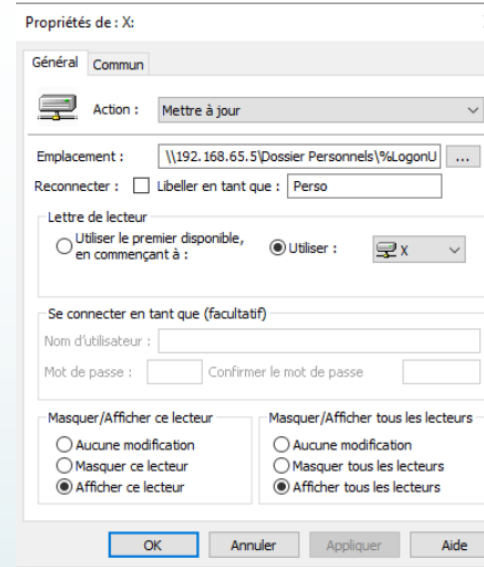 Propriétés de : X:
Général Commun
Action : Mettre à jour
Emplacement : \\192.168.65.5\Dossier Personnels\%LogonU ...
Reconnecter : Libeller en tant que : Perso
Lettre de lecteur
Utiliser le premier disponible,
en commençant à :
Utiliser : X
Se connecter en tant que (facultatif)
Nom d'utilisateur :
Mot de passe : Confirmer le mot de passe
Masquer/Afficher ce lecteur
Aucune modification
Masquer ce lecteur
Afficher ce lecteur
Masquer/Afficher tous les lecteurs
Aucune modification
Masquer tous les lecteurs
Afficher tous les lecteurs
OK Annuler Appliquer Aide